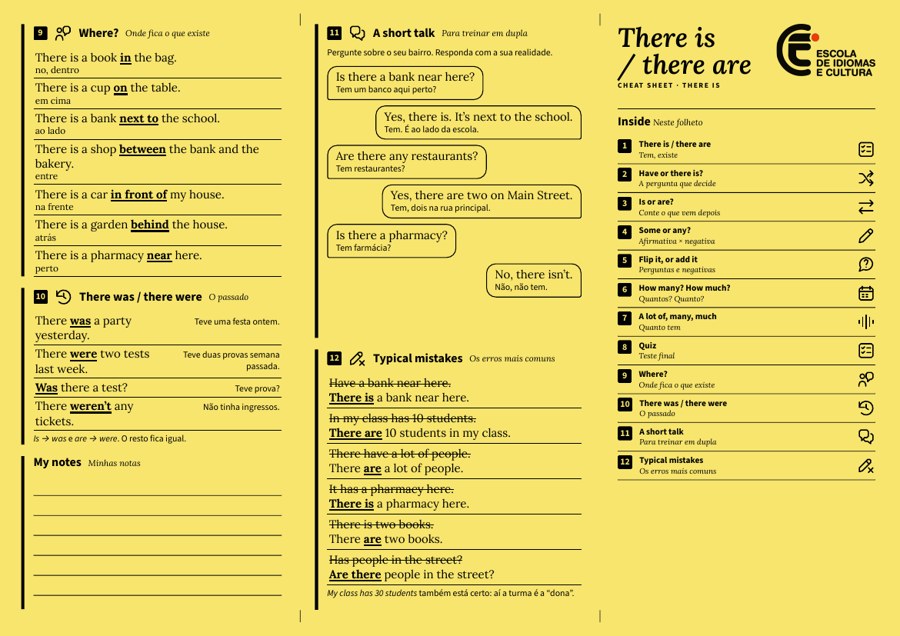 9 Where? Onde fica o que existe
There is a book in the bag.
no, dentro
There is a cup on the table.
em cima
There is a bank next to the school.
ao lado
There is a shop between the bank and the
bakery.
entre
There is a car in front of my house.
na frente
There is a garden behind the house.
atrás
There is a pharmacy near here.
perto
10 There was / there were O passado
There was a party
yesterday.
Teve uma festa ontem.
There were two tests
last week.
Teve duas provas semana
passada.
Was there a test?
Teve prova?
There weren't any
tickets.
Não tinha ingressos.
Is → was e are → were. O resto fica igual.
My notes Minhas notas
11 A short talk Para treinar em dupla
Pergunte sobre o seu bairro. Responda com a sua realidade.
Is there a bank near here?
Tem um banco aqui perto?
Yes, there is. It's next to the school.
Tem. É ao lado da escola.
Are there any restaurants?
Tem restaurantes?
Yes, there are two on Main Street.
Tem, dois na rua principal.
Is there a pharmacy?
Tem farmácia?
No, there isn't.
Não, não tem.
12 Typical mistakes Os erros mais comuns
Have a bank near here.
There is a bank near here.
In my class has 10 students.
There are 10 students in my class.
There have a lot of people.
There are a lot of people.
It has a pharmacy here.
There is a pharmacy here.
There is two books.
There are two books.
Has people in the street?
Are there people in the street?
My class has 30 students também está certo: aí a turma é a "dona".
There is
/ there are
CHEAT SHEET · THERE IS
ESCOLA
DE IDIOMAS
E CULTURA
Inside Neste folheto
1 There is / there are
Tem, existe
2 Have or there is?
A pergunta que decide
3 Is or are?
Conte o que vem depois
4 Some or any?
Afirmativa × negativa
5 Flip it, or add it
Perguntas e negativas
6 How many? How much?
Quantos? Quanto?
7 A lot of, many, much
Quanto tem
8 Quiz
Teste final
9 Where?
Onde fica o que existe
10 There was / there were
O passado
11 A short talk
Para treinar em dupla
12 Typical mistakes
Os erros mais comuns